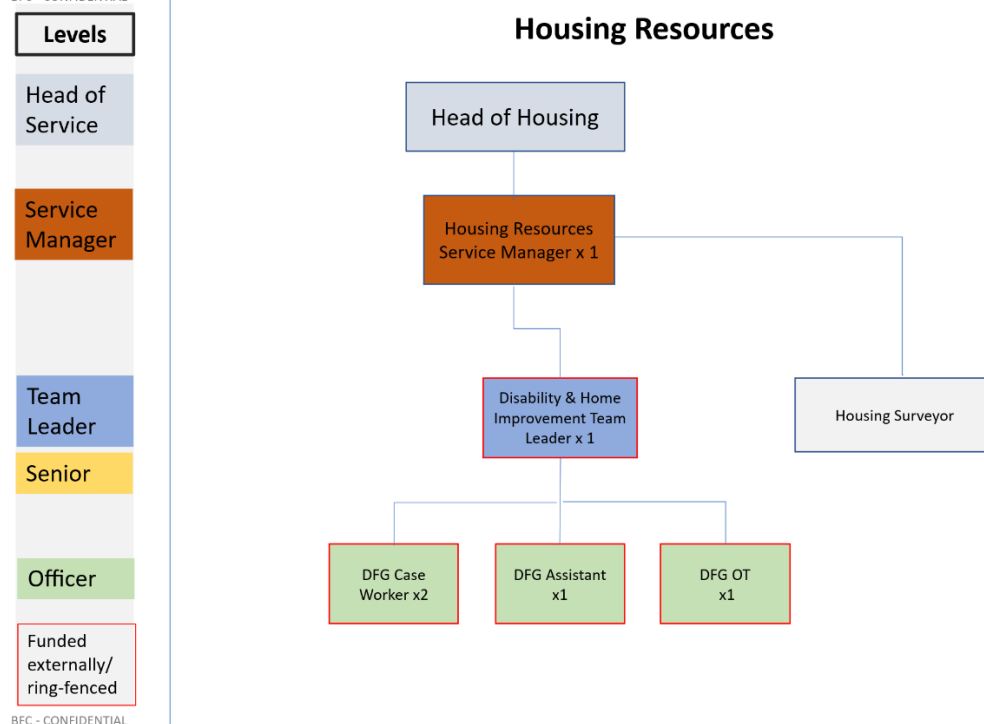 BFC - CONFIDENTIAL
Levels
Head of
Service
Service
Manager
Team
Leader
Senior
Officer
Funded
externally/
ring-fenced
BFC - CONFIDENTIAL
Housing Resources
Head of Housing
Housing Resources
Service Manager x 1
Disability & Home
Improvement Team
Leader x 1
Housing Surveyor
DFG Case
Worker x2
DFG Assistant
x1
DFG OT
x1